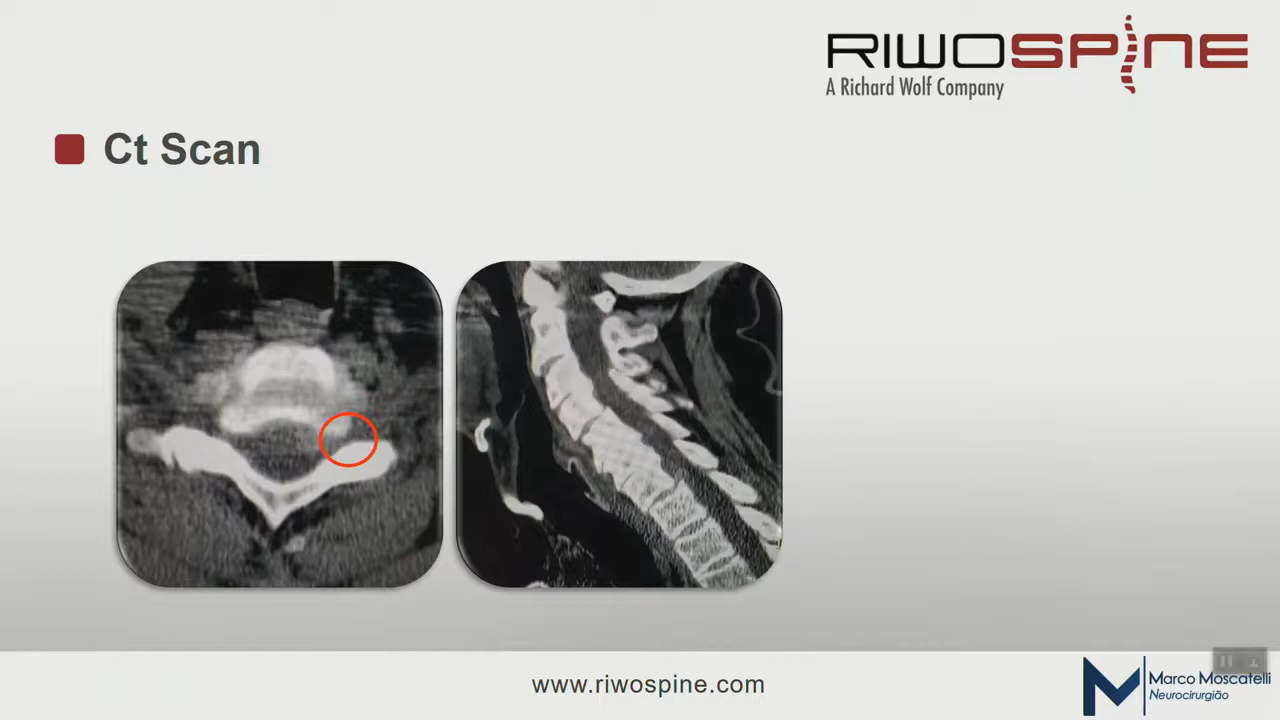 RIWOSPINE
A Richard Wolf Company
Ct Scan
www.riwospine.com
Marco Moscatelli
Neurocirurgião